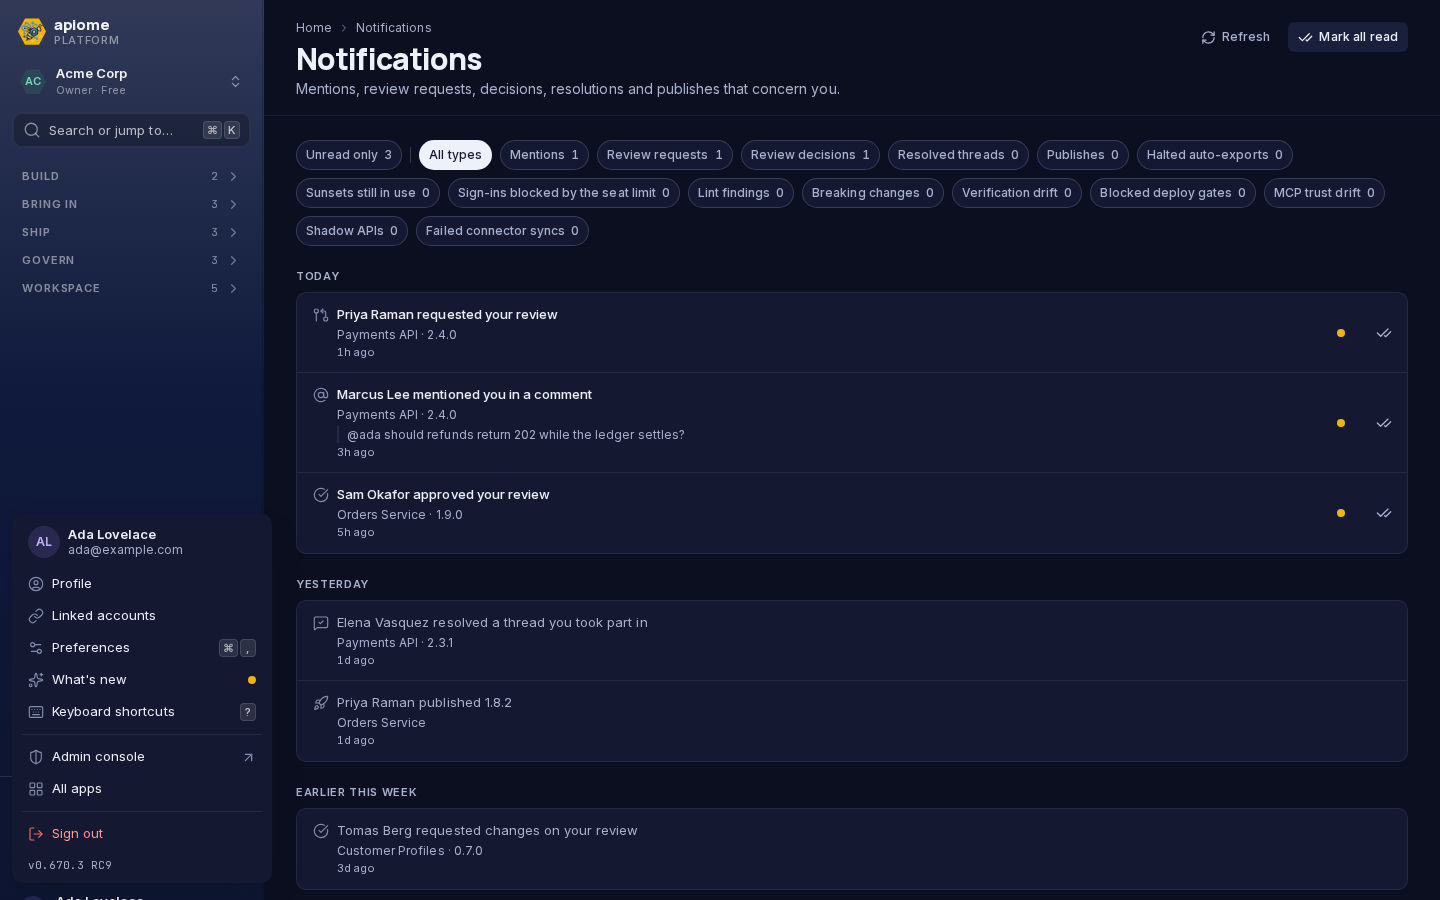 apiome
PLATFORM
AC
Acme Corp
Owner · Free
Search or jump to...
⌘ K
BUILD 2
BRING IN 3
SHIP 3
GOVERN 3
WORKSPACE 5
AL
Ada Lovelace
ada@example.com
Profile
Linked accounts
Preferences ⌘ ,
What's new
Keyboard shortcuts ?
Admin console
All apps
Sign out
v0.670.3 RC9
Home > Notifications
Notifications
Mentions, review requests, decisions, resolutions and publishes that concern you.
Refresh
Mark all read
Unread only 3 All types Mentions 1 Review requests 1 Review decisions 1 Resolved threads 0 Publishes 0 Halted auto-exports 0
Sunsets still in use 0 Sign-ins blocked by the seat limit 0 Lint findings 0 Breaking changes 0 Verification drift 0 Blocked deploy gates 0 MCP trust drift 0
Shadow APIs 0 Failed connector syncs 0
TODAY
Priya Raman requested your review
Payments API · 2.4.0
1h ago
Marcus Lee mentioned you in a comment
Payments API · 2.4.0
@ada should refunds return 202 while the ledger settles?
3h ago
Sam Okafor approved your review
Orders Service · 1.9.0
5h ago
YESTERDAY
Elena Vasquez resolved a thread you took part in
Payments API · 2.3.1
1d ago
Priya Raman published 1.8.2
Orders Service
1d ago
EARLIER THIS WEEK
Tomas Berg requested changes on your review
Customer Profiles · 0.7.0
3d ago